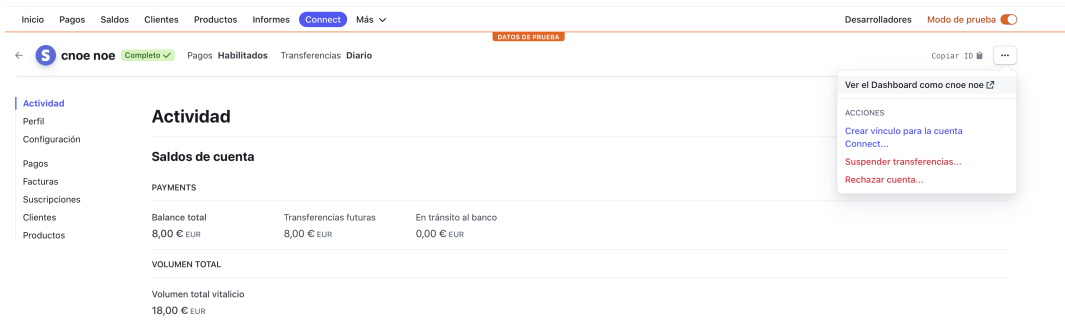 Inicio Pagos Saldos Clientes Productos Informes Connect Más Desarrolladores Modo de prueba
DATOS DE PRUEBA
S cnoe noe Completo Pagos Habilitados Transferencias Diario Copiar ID
Ver el Dashboard como cnoe noe
ACCIONES
Crear vínculo para la cuenta
Connect...
Suspender transferencias...
Rechazar cuenta...
Actividad
Perfil
Configuración
Pagos
Facturas
Suscripciones
Clientes
Productos
Actividad
Saldos de cuenta
PAYMENTS
Balance total Transferencias futuras En tránsito al banco
8,00 € EUR 8,00 € EUR 0,00 € EUR
VOLUMEN TOTAL
Volumen total vitalicio
18,00 € EUR